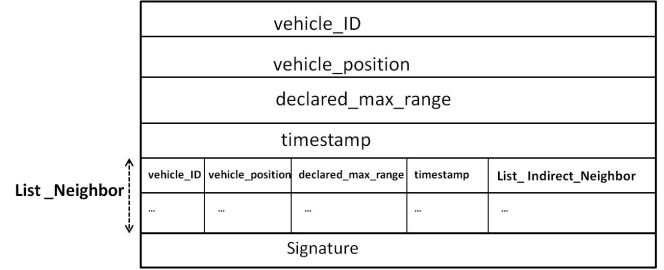 vehicle_ID
vehicle_position
declared_max_range
timestamp
List _Neighbor
vehicle_ID vehicle_position declared_max_range timestamp List_ Indirect_Neighbor
... ... ... ... ...
Signature